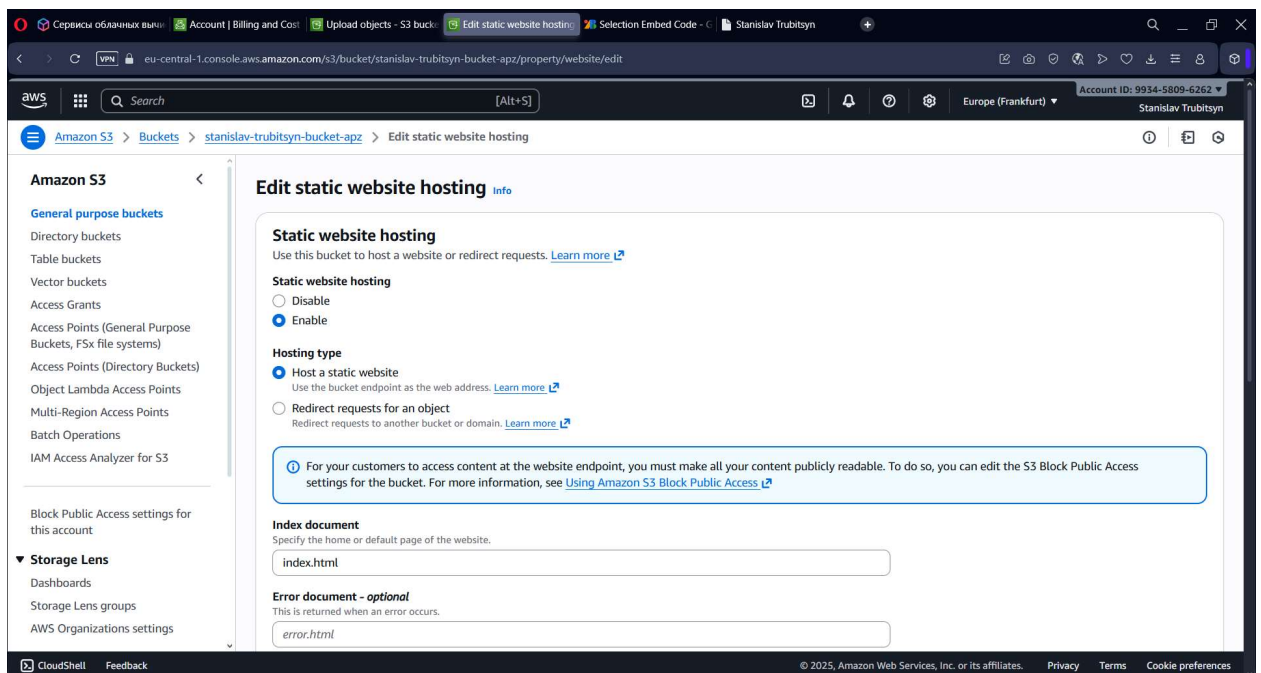 Сервисы облачных вычи
Account | Billing and Cost
Upload objects - S3 bucke
Edit static website hosting
Selection Embed Code - G
Stanislav Trubitsyn
VPN
eu-central-1.console.aws.amazon.com/s3/bucket/stanislav-trubitsyn-bucket-apz/property/website/edit
aws
Search
[Alt+S]
Europe (Frankfurt) ▼
Account ID: 9934-5809-6262 ▼
Stanislav Trubitsyn
Amazon S3 > Buckets > stanislav-trubitsyn-bucket-apz > Edit static website hosting
Amazon S3
General purpose buckets
Directory buckets
Table buckets
Vector buckets
Access Grants
Access Points (General Purpose
Buckets, FSx file systems)
Access Points (Directory Buckets)
Object Lambda Access Points
Multi-Region Access Points
Batch Operations
IAM Access Analyzer for S3
Block Public Access settings for
this account
▼ Storage Lens
Dashboards
Storage Lens groups
AWS Organizations settings
Edit static website hosting Info
Static website hosting
Use this bucket to host a website or redirect requests. Learn more
Static website hosting
Disable
Enable
Hosting type
Host a static website
Use the bucket endpoint as the web address. Learn more
Redirect requests for an object
Redirect requests to another bucket or domain. Learn more
For your customers to access content at the website endpoint, you must make all your content publicly readable. To do so, you can edit the S3 Block Public Access
settings for the bucket. For more information, see Using Amazon S3 Block Public Access
Index document
Specify the home or default page of the website.
index.html
Error document - optional
This is returned when an error occurs.
error.html
CloudShell
Feedback
© 2025, Amazon Web Services, Inc. or its affiliates.
Privacy
Terms
Cookie preferences